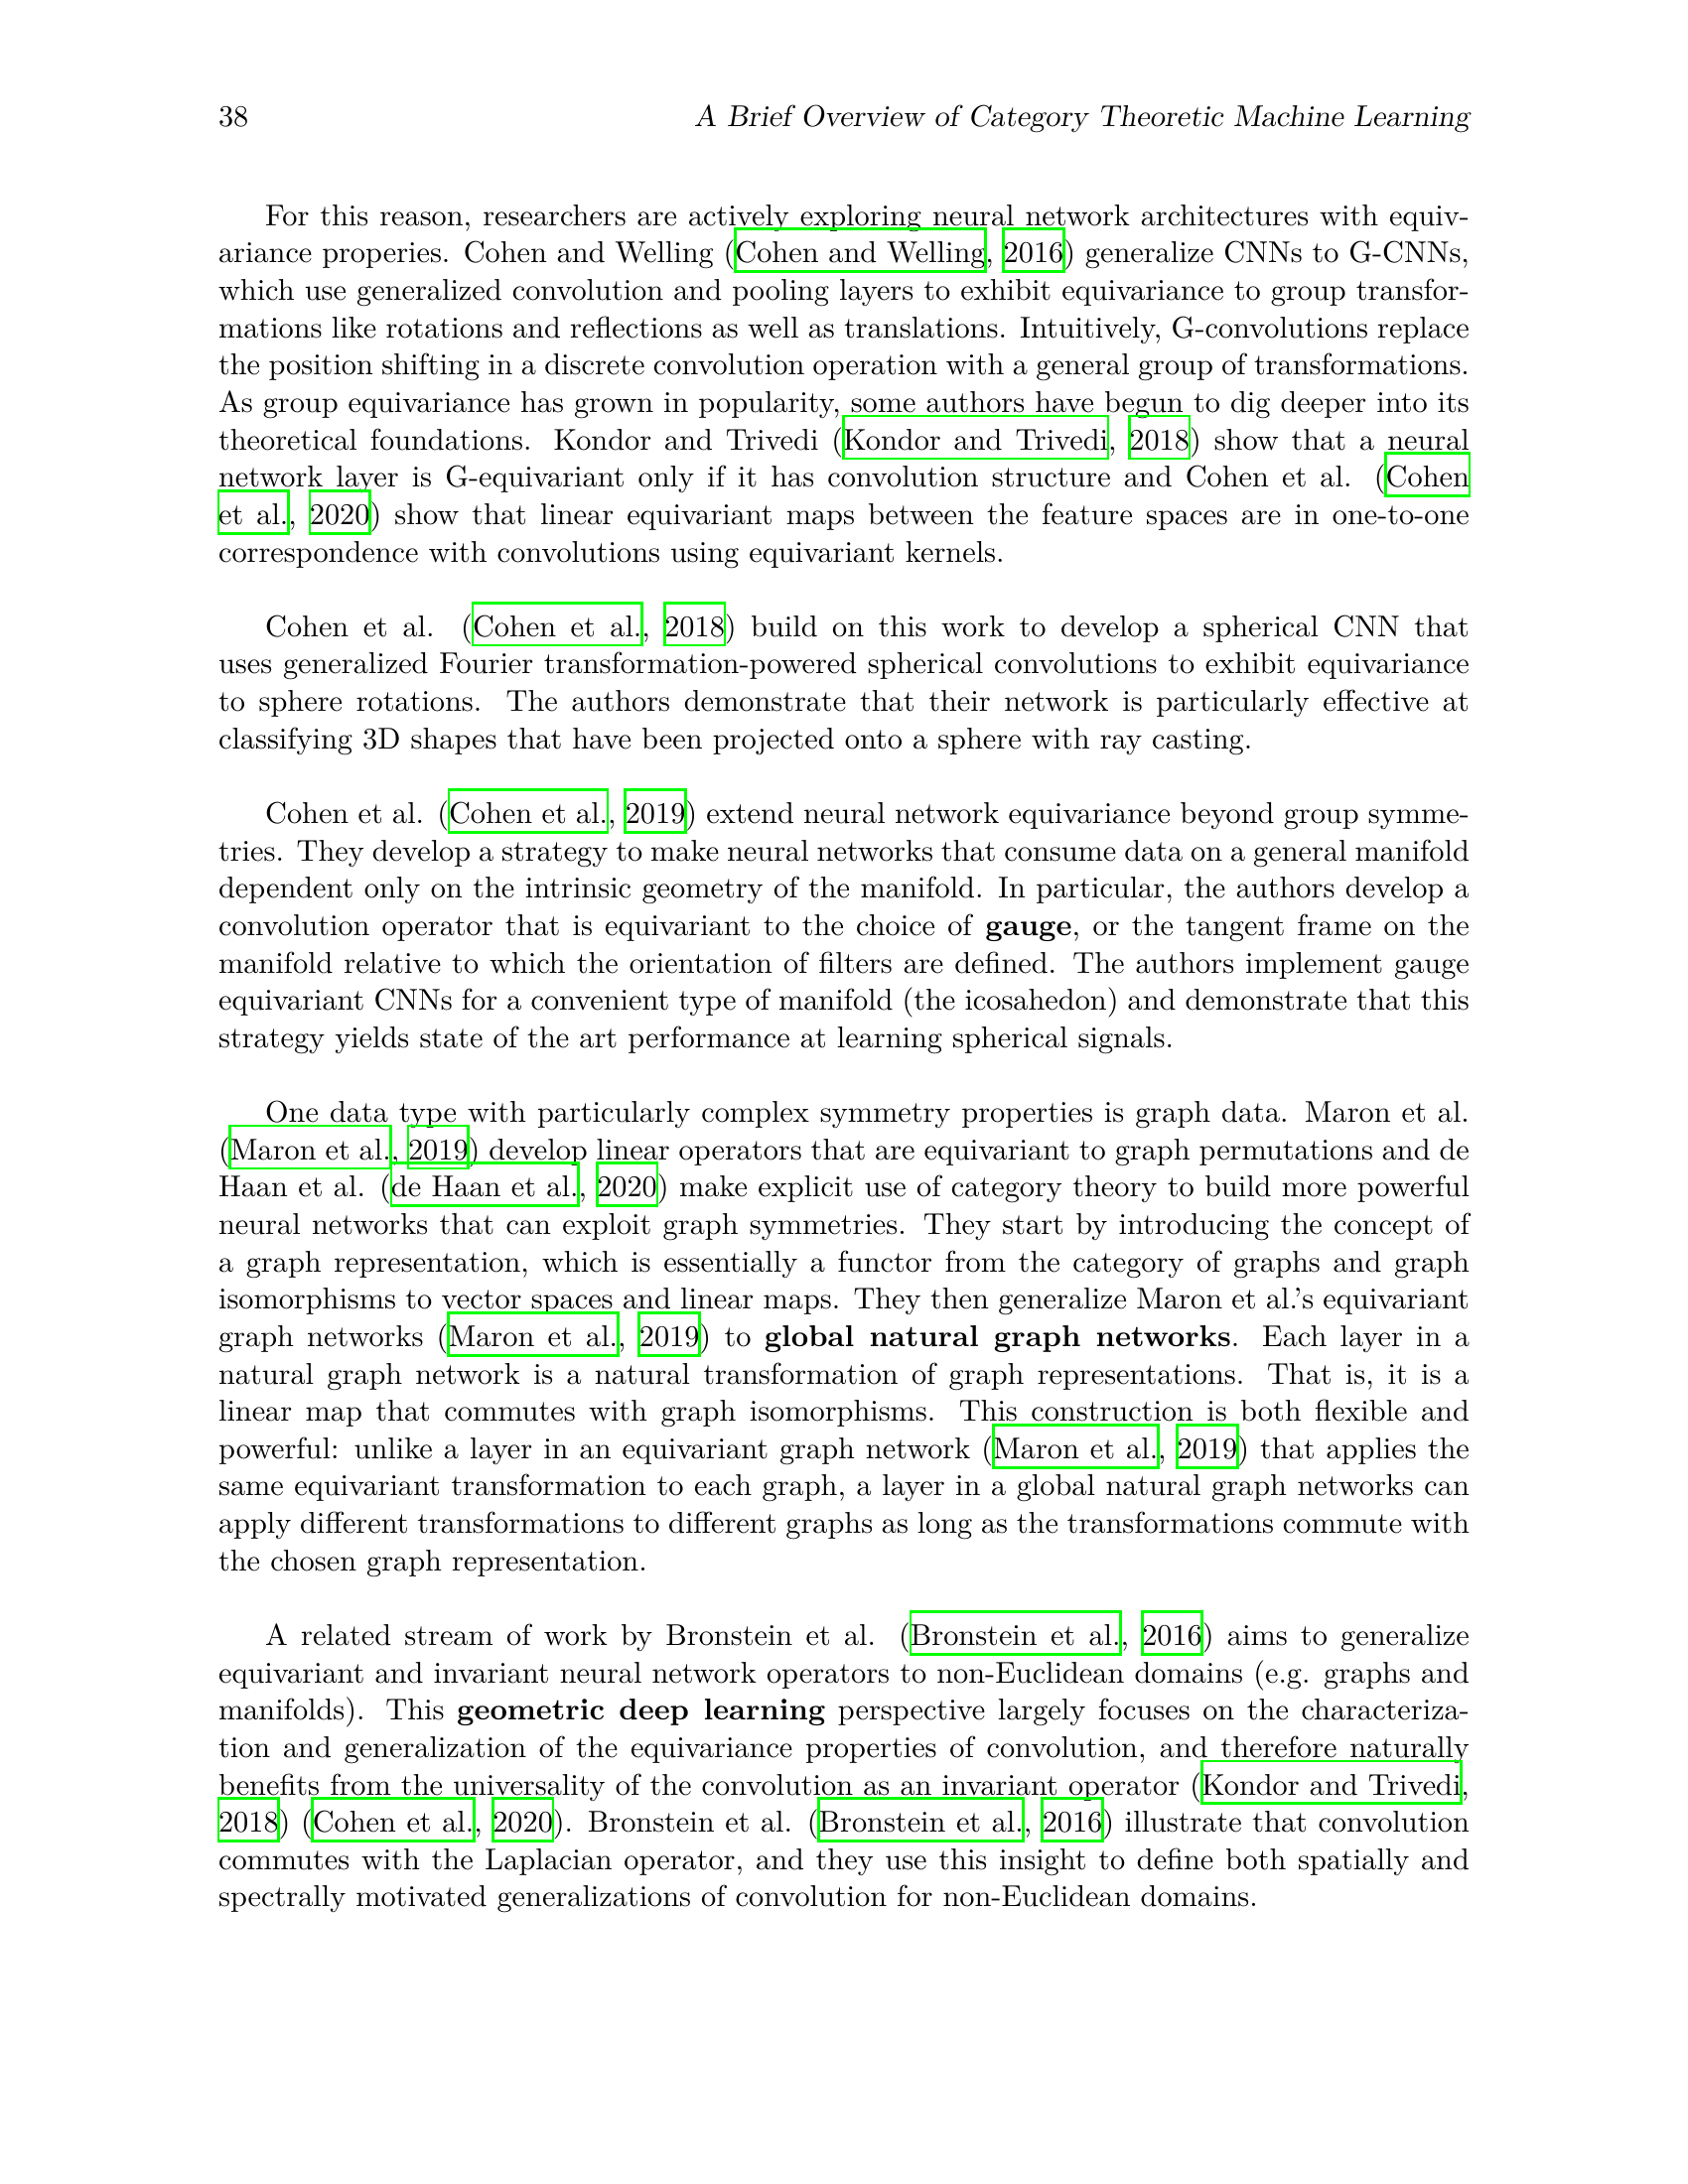 38
A Brief Overview of Category Theoretic Machine Learning
For this reason, researchers are actively exploring neural network architectures with equiv-
ariance properies. Cohen and Welling (Cohen and Welling, 2016) generalize CNNs to G-CNNs,
which use generalized convolution and pooling layers to exhibit equivariance to group transfor-
mations like rotations and reflections as well as translations. Intuitively, G-convolutions replace
the position shifting in a discrete convolution operation with a general group of transformations.
As group equivariance has grown in popularity, some authors have begun to dig deeper into its
theoretical foundations. Kondor and Trivedi (Kondor and Trivedi, 2018) show that a neural
network layer is G-equivariant only if it has convolution structure and Cohen et al. (Cohen
et al., 2020) show that linear equivariant maps between the feature spaces are in one-to-one
correspondence with convolutions using equivariant kernels.
Cohen et al. (Cohen et al., 2018) build on this work to develop a spherical CNN that
uses generalized Fourier transformation-powered spherical convolutions to exhibit equivariance
to sphere rotations. The authors demonstrate that their network is particularly effective at
classifying 3D shapes that have been projected onto a sphere with ray casting.
Cohen et al. (Cohen et al., 2019) extend neural network equivariance beyond group symme-
tries. They develop a strategy to make neural networks that consume data on a general manifold
dependent only on the intrinsic geometry of the manifold. In particular, the authors develop a
convolution operator that is equivariant to the choice of gauge, or the tangent frame on the
manifold relative to which the orientation of filters are defined. The authors implement gauge
equivariant CNNs for a convenient type of manifold (the icosahedon) and demonstrate that this
strategy yields state of the art performance at learning spherical signals.
One data type with particularly complex symmetry properties is graph data. Maron et al.
(Maron et al., 2019) develop linear operators that are equivariant to graph permutations and de
Haan et al. (de Haan et al., 2020) make explicit use of category theory to build more powerful
neural networks that can exploit graph symmetries. They start by introducing the concept of
a graph representation, which is essentially a functor from the category of graphs and graph
isomorphisms to vector spaces and linear maps. They then generalize Maron et al.'s equivariant
graph networks (Maron et al., 2019) to global natural graph networks. Each layer in a
natural graph network is a natural transformation of graph representations. That is, it is a
linear map that commutes with graph isomorphisms. This construction is both flexible and
powerful: unlike a layer in an equivariant graph network (Maron et al., 2019) that applies the
same equivariant transformation to each graph, a layer in a global natural graph networks can
apply different transformations to different graphs as long as the transformations commute with
the chosen graph representation.
A related stream of work by Bronstein et al. (Bronstein et al., 2016) aims to generalize
equivariant and invariant neural network operators to non-Euclidean domains (e.g. graphs and
manifolds). This geometric deep learning perspective largely focuses on the characteriza-
tion and generalization of the equivariance properties of convolution, and therefore naturally
benefits from the universality of the convolution as an invariant operator (Kondor and Trivedi,
2018) (Cohen et al., 2020). Bronstein et al. (Bronstein et al., 2016) illustrate that convolution
commutes with the Laplacian operator, and they use this insight to define both spatially and
spectrally motivated generalizations of convolution for non-Euclidean domains.